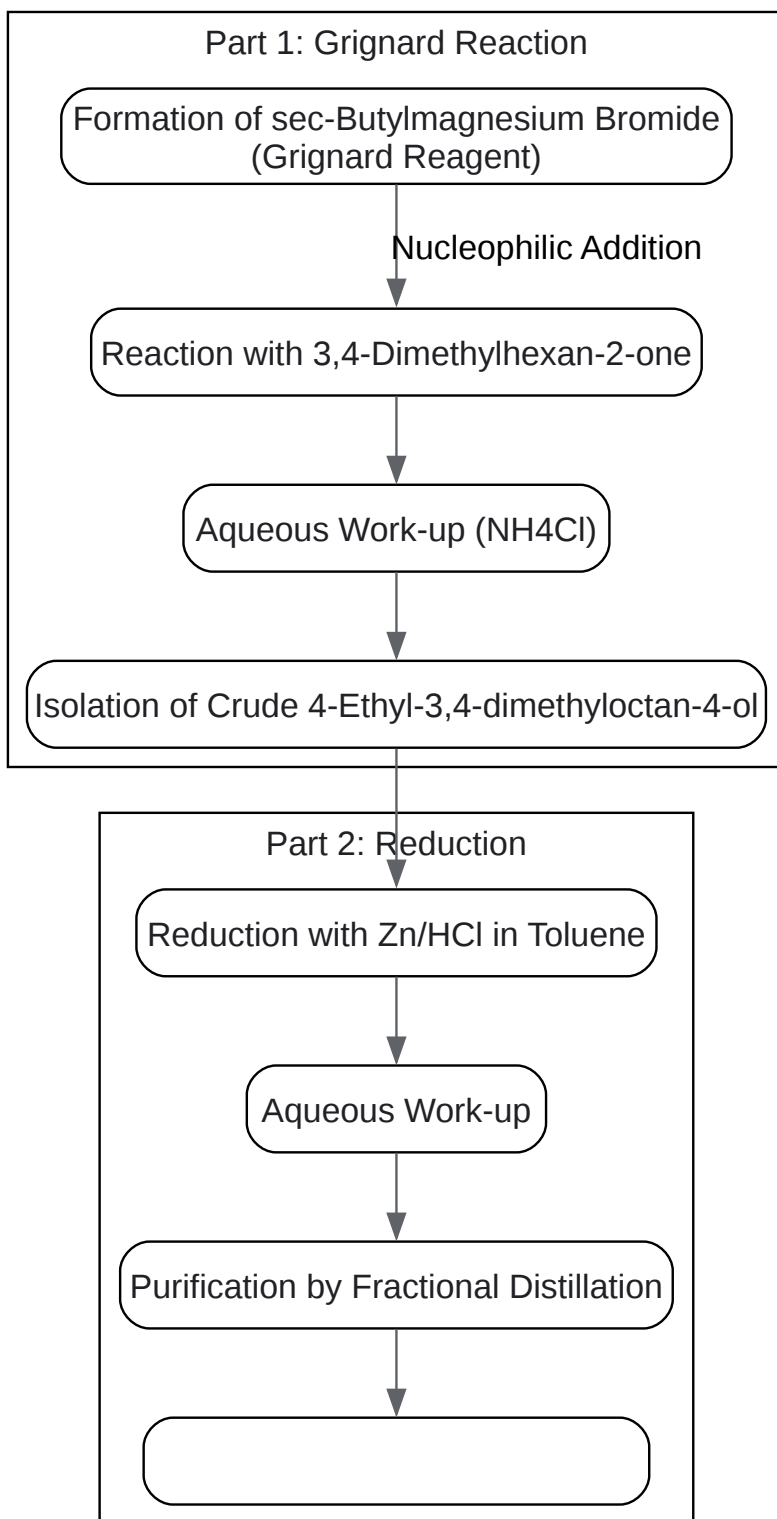 Part 1: Grignard Reaction
Formation of sec-Butylmagnesium Bromide
(Grignard Reagent)
Nucleophilic Addition
Reaction with 3,4-Dimethylhexan-2-one
Aqueous Work-up (NH4Cl)
Isolation of Crude 4-Ethyl-3,4-dimethyloctan-4-ol
Part 2: Reduction
Reduction with Zn/HCl in Toluene
Aqueous Work-up
Purification by Fractional Distillation